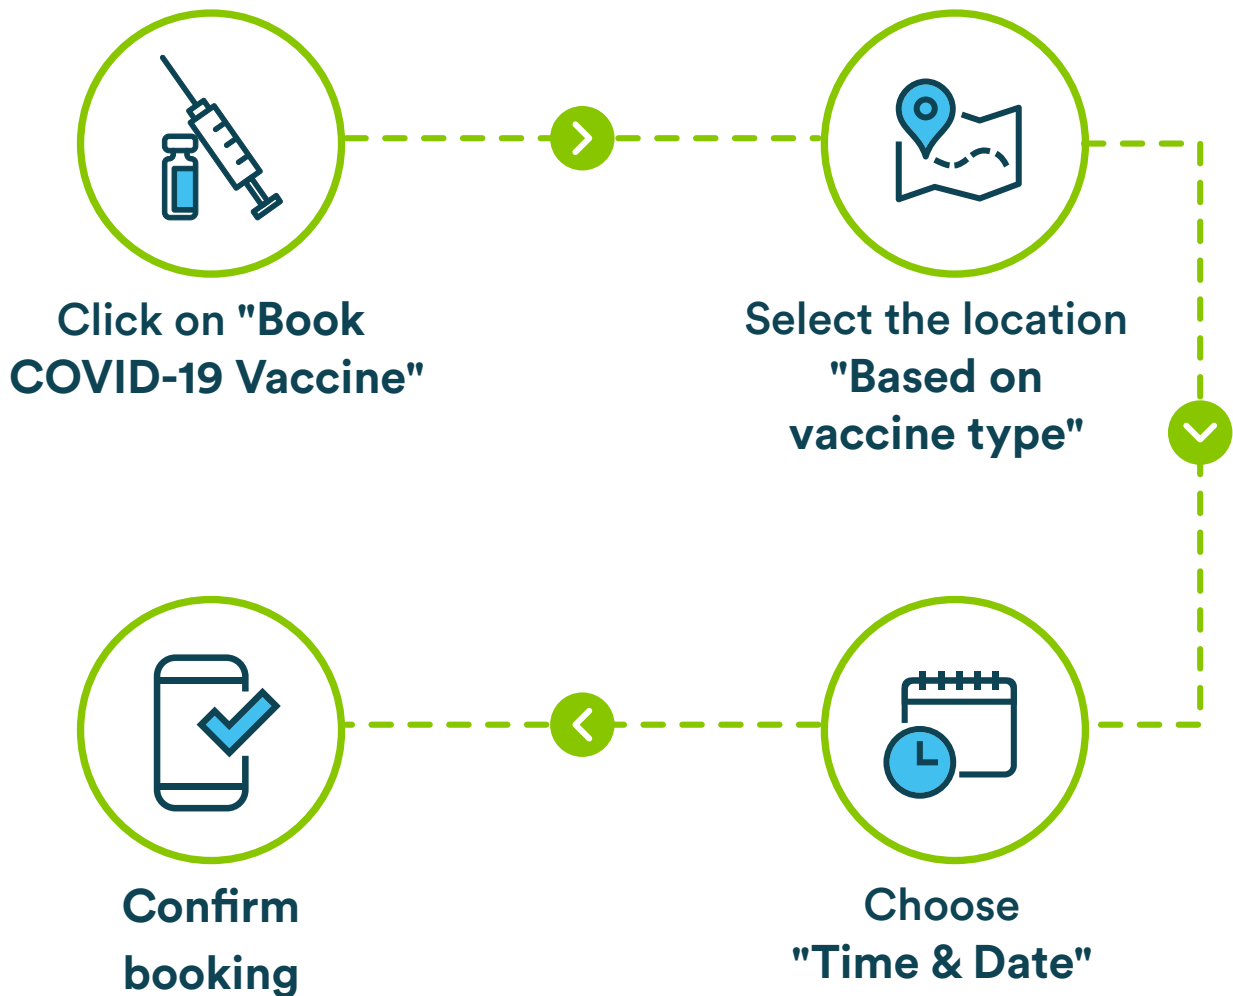 Click on "Book
COVID-19 Vaccine"
Select the location
"Based on
vaccine type"
Choose
"Time & Date"
Confirm
booking